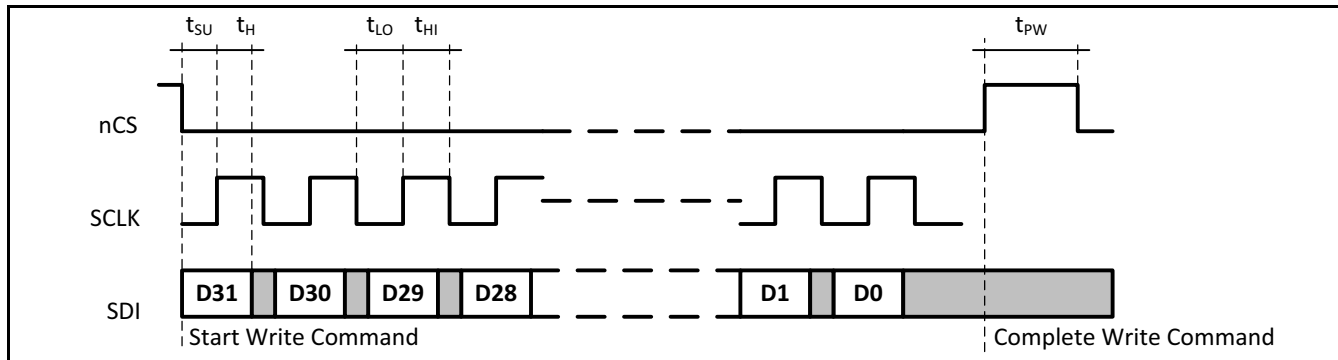 tSU tH tLO tHI tPW
nCS
SCLK
D31 D30 D29 D28 D1 D0
SDI
Start Write Command Complete Write Command